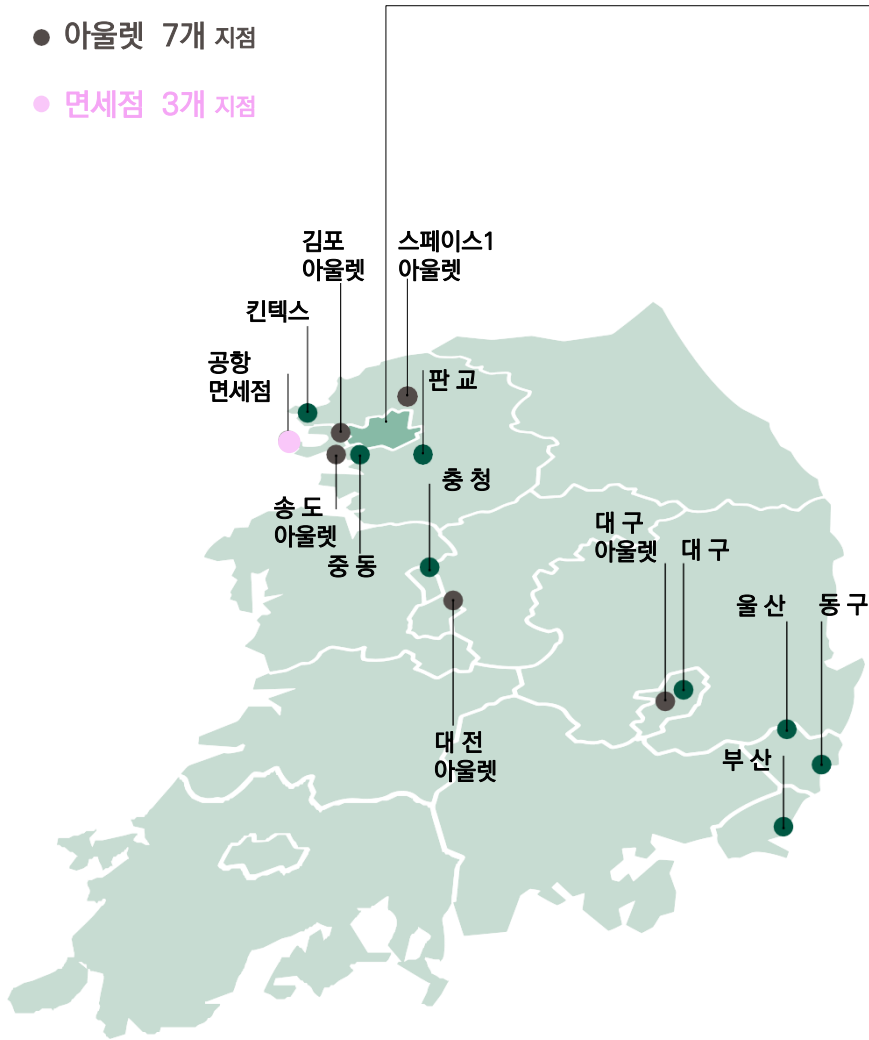 아울렛 7개 지점
면세점 3개 지점
김포
아울렛
스페이스1
아울렛
킨텍스
공항
면세점
판 교
충 청
송 도
아울렛
중 동
대 구
아울렛
대 구
울 산
동 구
대 전
아울렛
부 산